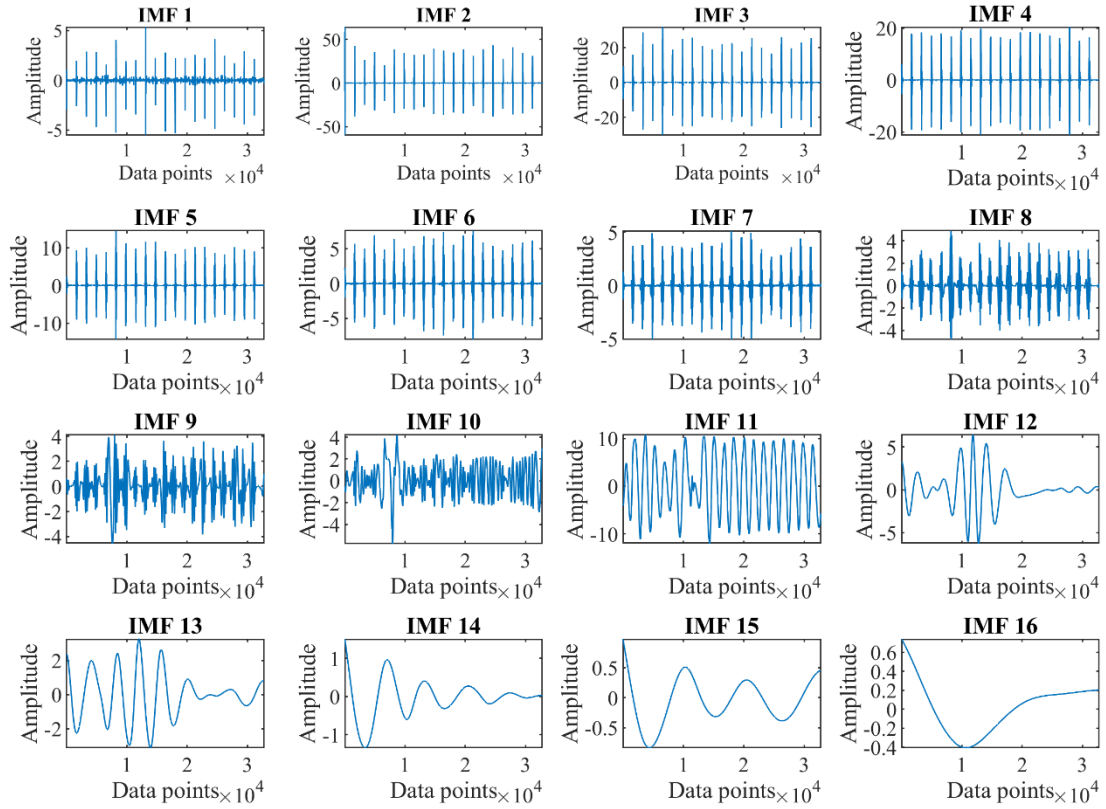 IMF 1
Amplitude
5
0
-5
1 2 3
Data points ×10^4
IMF 2
Amplitude
50
0
-50
1 2 3
Data points ×10^4
IMF 3
Amplitude
20
0
-20
1 2 3
Data points ×10^4
IMF 4
Amplitude
20
0
-20
1 2 3
Data points ×10^4
IMF 5
Amplitude
10
0
-10
1 2 3
Data points ×10^4
IMF 6
Amplitude
5
0
-5
1 2 3
Data points ×10^4
IMF 7
Amplitude
5
0
-5
1 2 3
Data points ×10^4
IMF 8
Amplitude
4
2
0
-2
-4
1 2 3
Data points ×10^4
IMF 9
Amplitude
4
2
0
-2
-4
1 2 3
Data points ×10^4
IMF 10
Amplitude
4
2
0
-2
-4
1 2 3
Data points ×10^4
IMF 11
Amplitude
10
0
-10
1 2 3
Data points ×10^4
IMF 12
Amplitude
5
0
-5
1 2 3
Data points ×10^4
IMF 13
Amplitude
2
0
-2
1 2 3
Data points ×10^4
IMF 14
Amplitude
1
0
-1
1 2 3
Data points ×10^4
IMF 15
Amplitude
0.5
0
-0.5
1 2 3
Data points ×10^4
IMF 16
Amplitude
0.6
0.4
0.2
0
-0.2
-0.4
1 2 3
Data points ×10^4